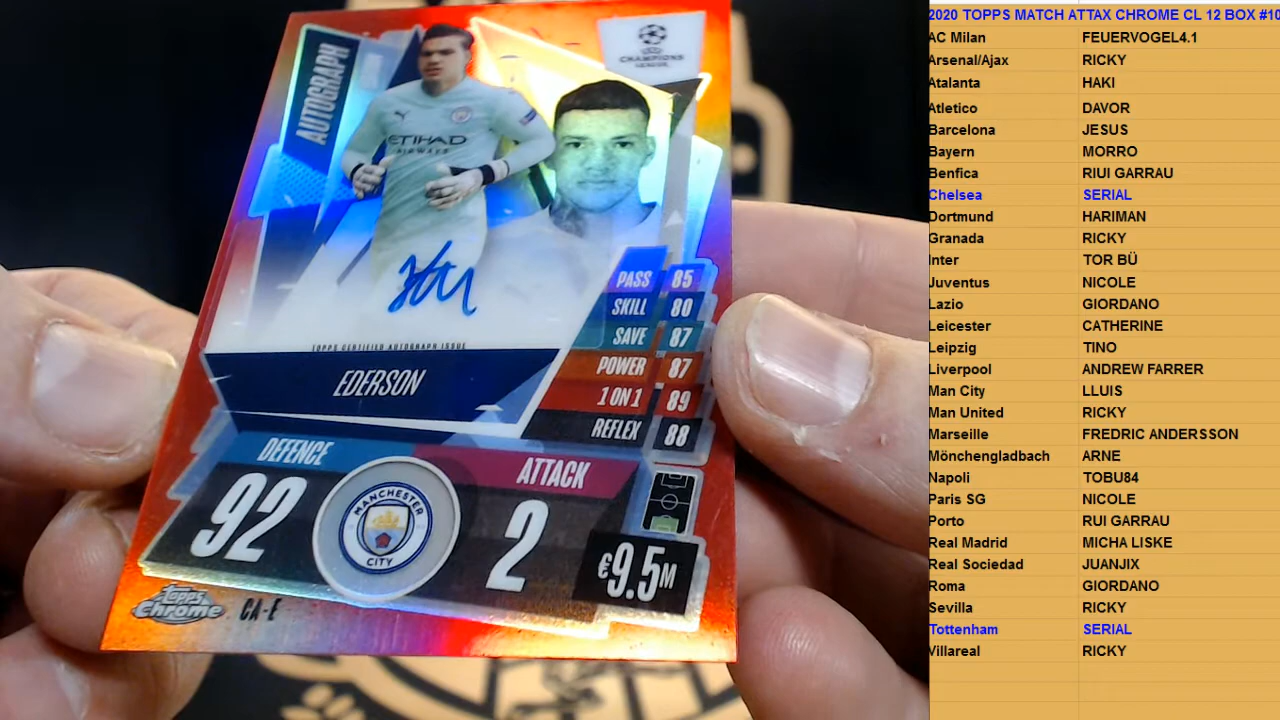 AUTOGRAPH
CHAMPIONS
LEAGUE
ETIHAD
AIRWAYS
TOPPS CERTIFIED AUTOGRAPH ISSUE
EDERSON
PASS 85
SKILL 80
SAVE 87
POWER 87
1 ON 1 89
REFLEX 88
DEFENCE
92
ATTACK
2
MANCHESTER
CITY
€9.5M
Topps
Chrome
CA-E
2020 TOPPS MATCH ATTAX CHROME CL 12 BOX #10
AC Milan FEUERVOGEL4.1
Arsenal/Ajax RICKY
Atalanta HAKI
Atletico DAVOR
Barcelona JESUS
Bayern MORRO
Benfica RIUI GARRAU
Chelsea SERIAL
Dortmund HARIMAN
Granada RICKY
Inter TOR BÜ
Juventus NICOLE
Lazio GIORDANO
Leicester CATHERINE
Leipzig TINO
Liverpool ANDREW FARRER
Man City LLUIS
Man United RICKY
Marseille FREDRIC ANDERSSON
Mönchengladbach ARNE
Napoli TOBU84
Paris SG NICOLE
Porto RUI GARRAU
Real Madrid MICHA LISKE
Real Sociedad JUANJIX
Roma GIORDANO
Sevilla RICKY
Tottenham SERIAL
Villareal RICKY